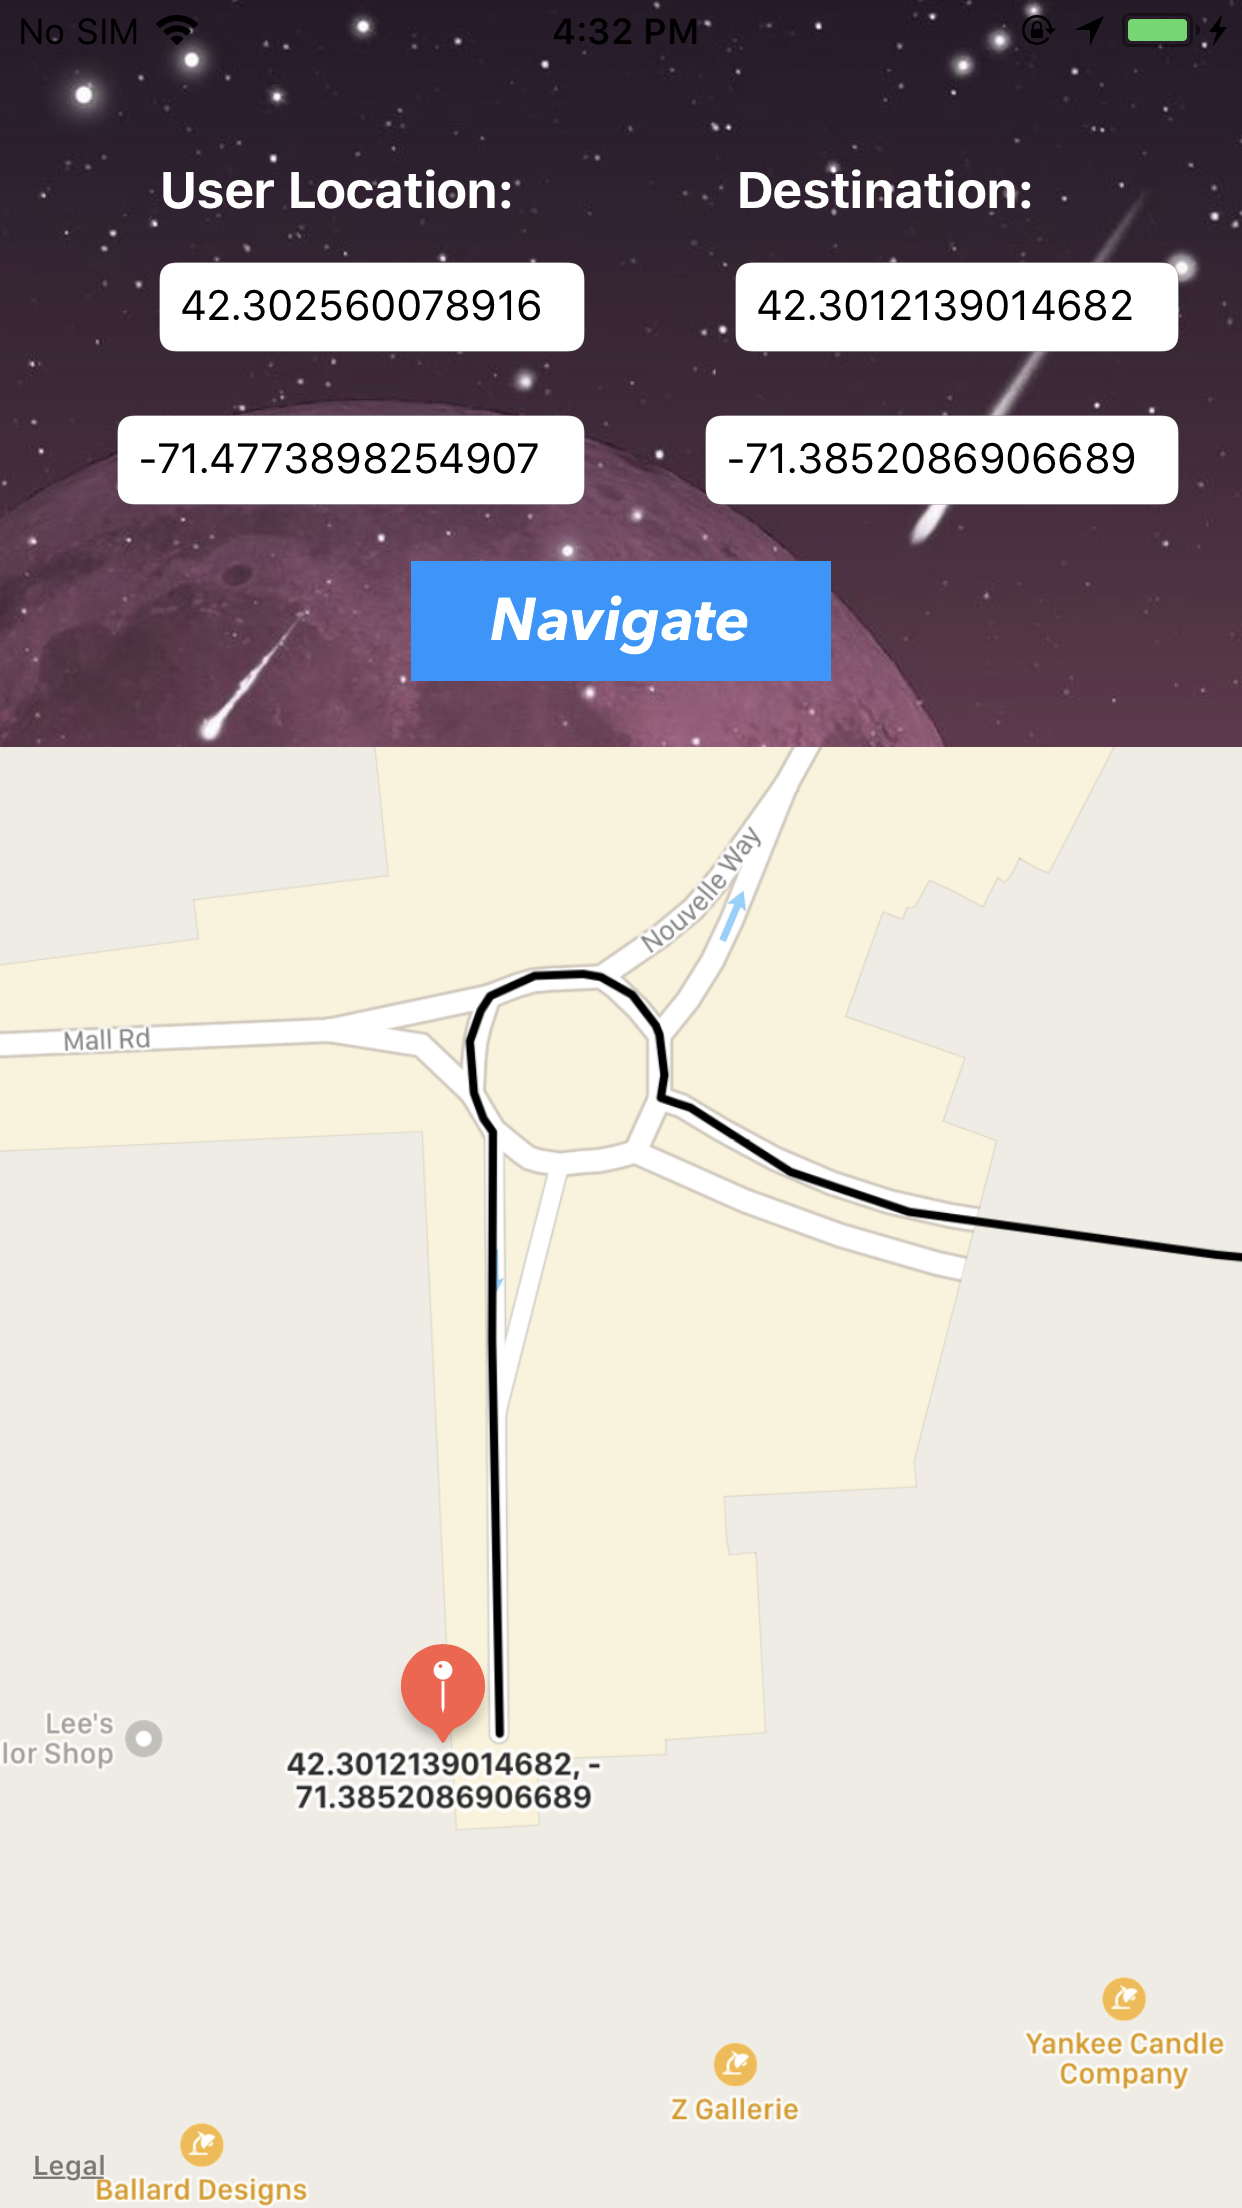 No SIM 4:32 PM
User Location: Destination:
42.302560078916 42.3012139014682
-71.4773898254907 -71.3852086906689
Navigate
Nouvelle Way
Mall Rd
Lee's
lor Shop
42.3012139014682, -
71.3852086906689
Yankee Candle
Company
Z Gallerie
Legal
Ballard Designs